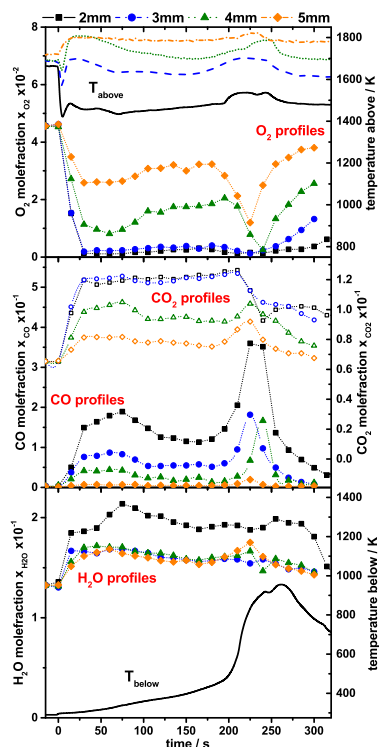 2mm 3mm 4mm 5mm
8
6
4
2
0
O2 molefraction xO2 x10-2
1800
1600
1400
1200
1000
800
temperature above / K
Tabove
O2 profiles
5
4
3
2
1
0
CO molefraction xCO x10-1
1.2
1.0
0.8
0.6
0.4
0.2
0.0
CO2 molefraction xCO2 x10-1
CO2 profiles
CO profiles
2
1
0
H2O molefraction xH2O x10-1
1400
1200
1000
800
600
400
temperature below / K
H2O profiles
Tbelow
0 50 100 150 200 250 300
time / s